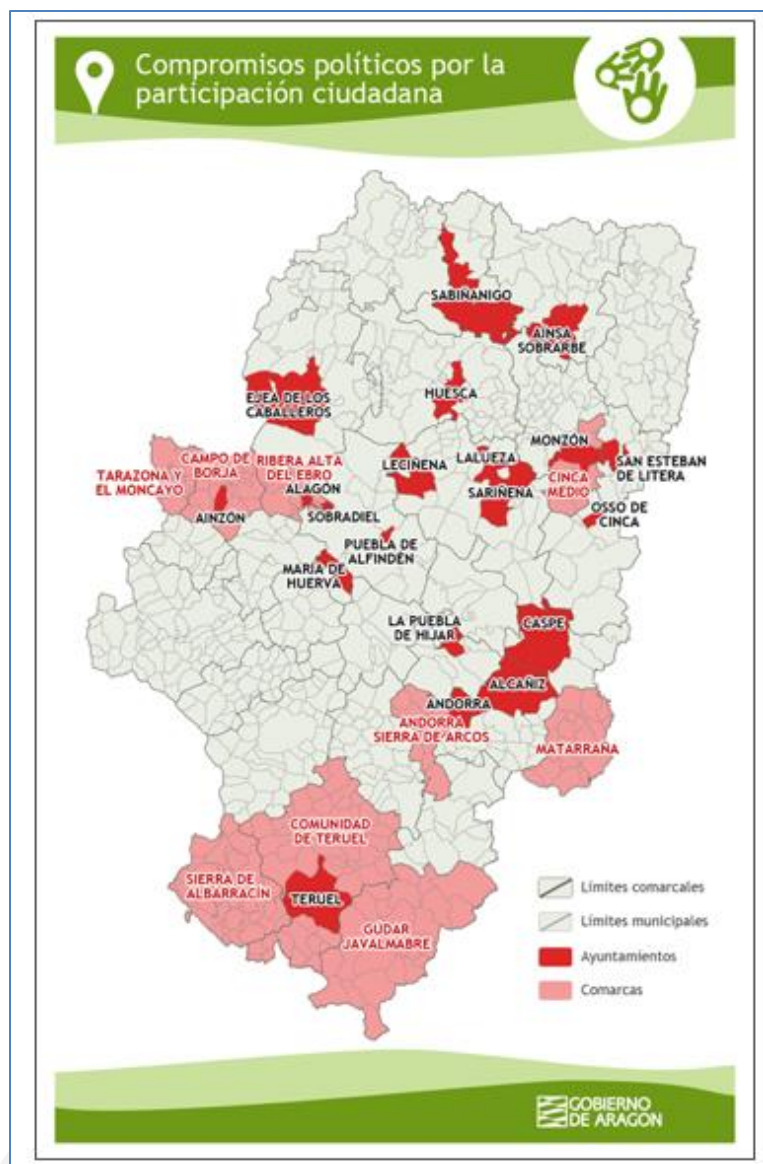 Compromisos políticos por la
participación ciudadana
SABIÑANIGO
AINSA
SOBRARBE
EJEA DE LOS
CABALLEROS
HUESCA
MONZÓN
SAN ESTEBAN
DE LITERA
CINCA
MEDIO
LALUEZA
LECIÑENA
SARIÑENA
OSSO DE
CINCA
TARAZONA Y
EL MONCAYO
CAMPO DE
BORJA
RIBERA ALTA
DEL EBRO
ALAGÓN
AINZÓN
SOBRADIEL
PUEBLA DE
ALFINDÉN
MARIA DE
HUERVA
LA PUEBLA
DE HIJAR
CASPE
ALCAÑIZ
ANDORRA
ANDORRA
SIERRA DE ARCOS
MATARRAÑA
COMUNIDAD
DE TERUEL
SIERRA DE
ALBARRACÍN
TERUEL
GUDAR
JAVALMABRE
Límites comarcales
Límites municipales
Ayuntamientos
Comarcas
GOBIERNO
DE ARAGON